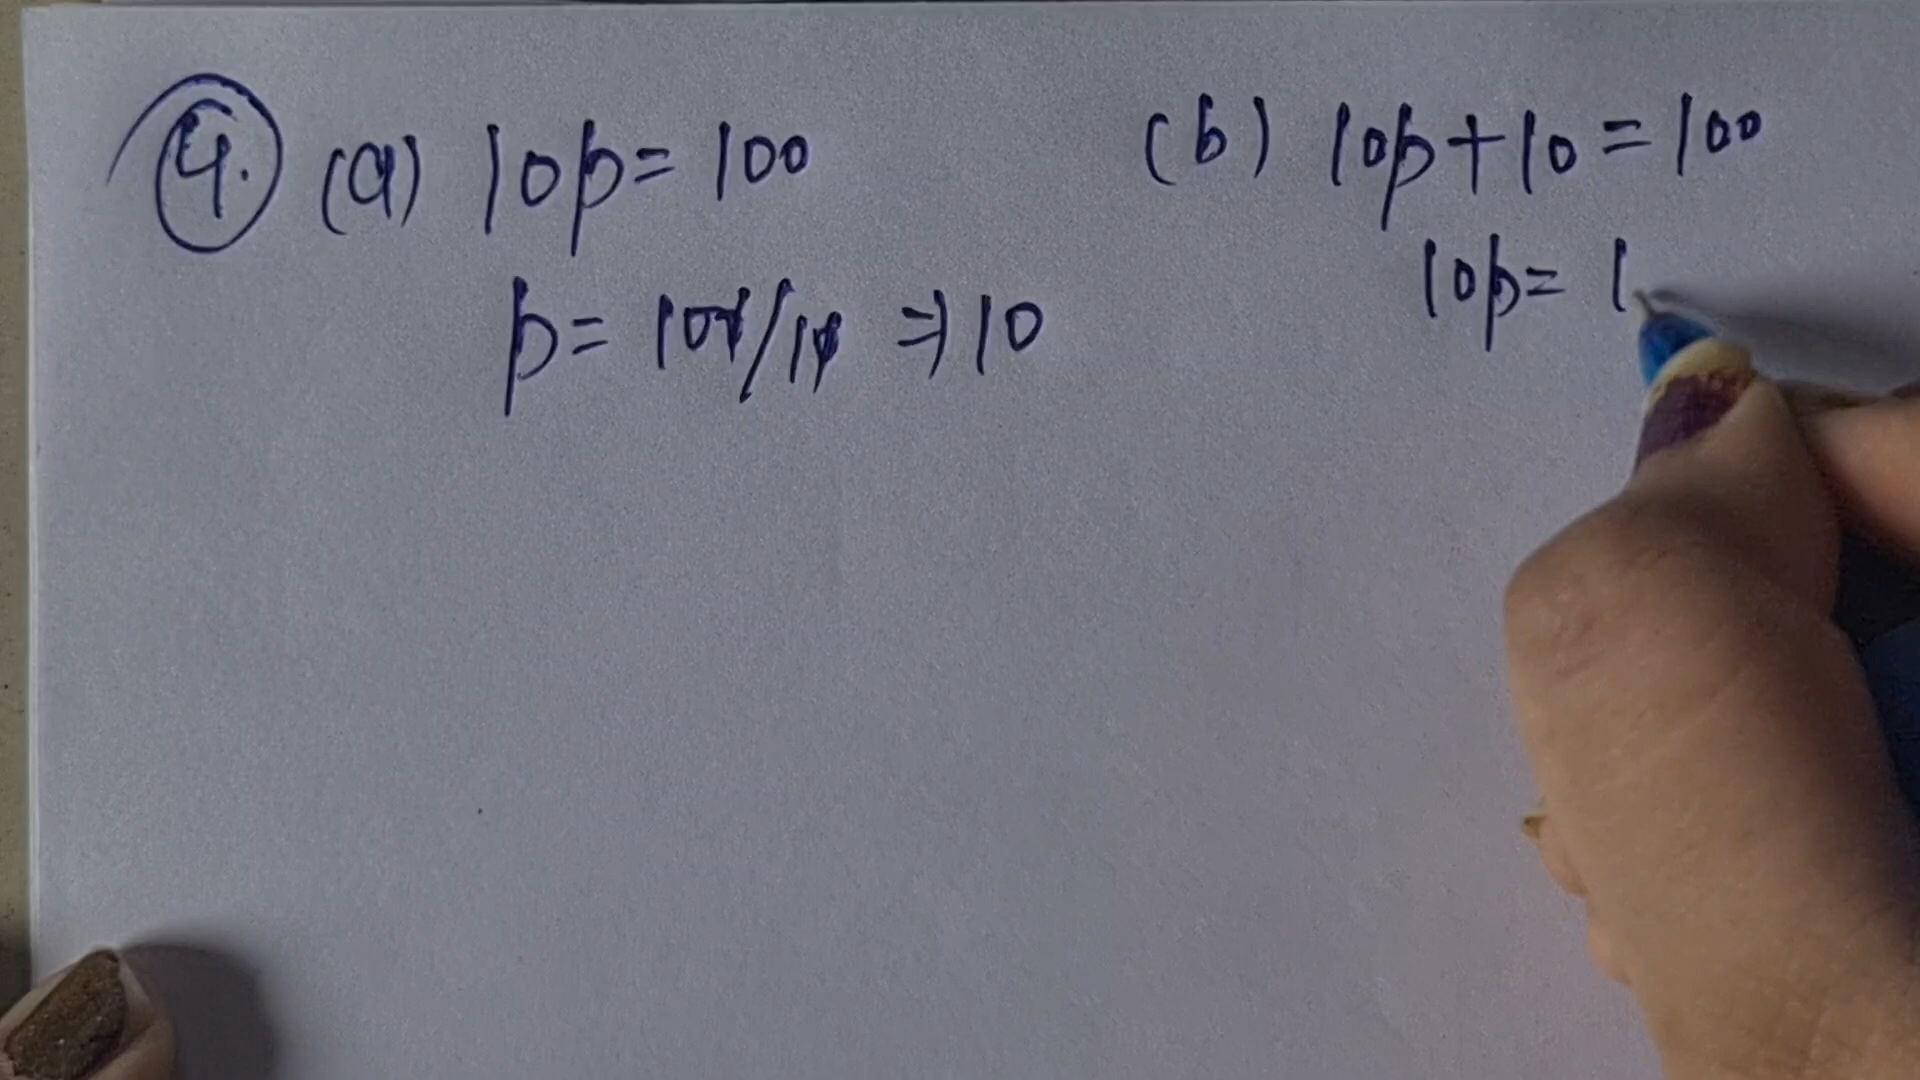 4. (a) 10p = 100
p = 100/10 ⇒ 10
(b) 10p + 10 = 100
10p = 1